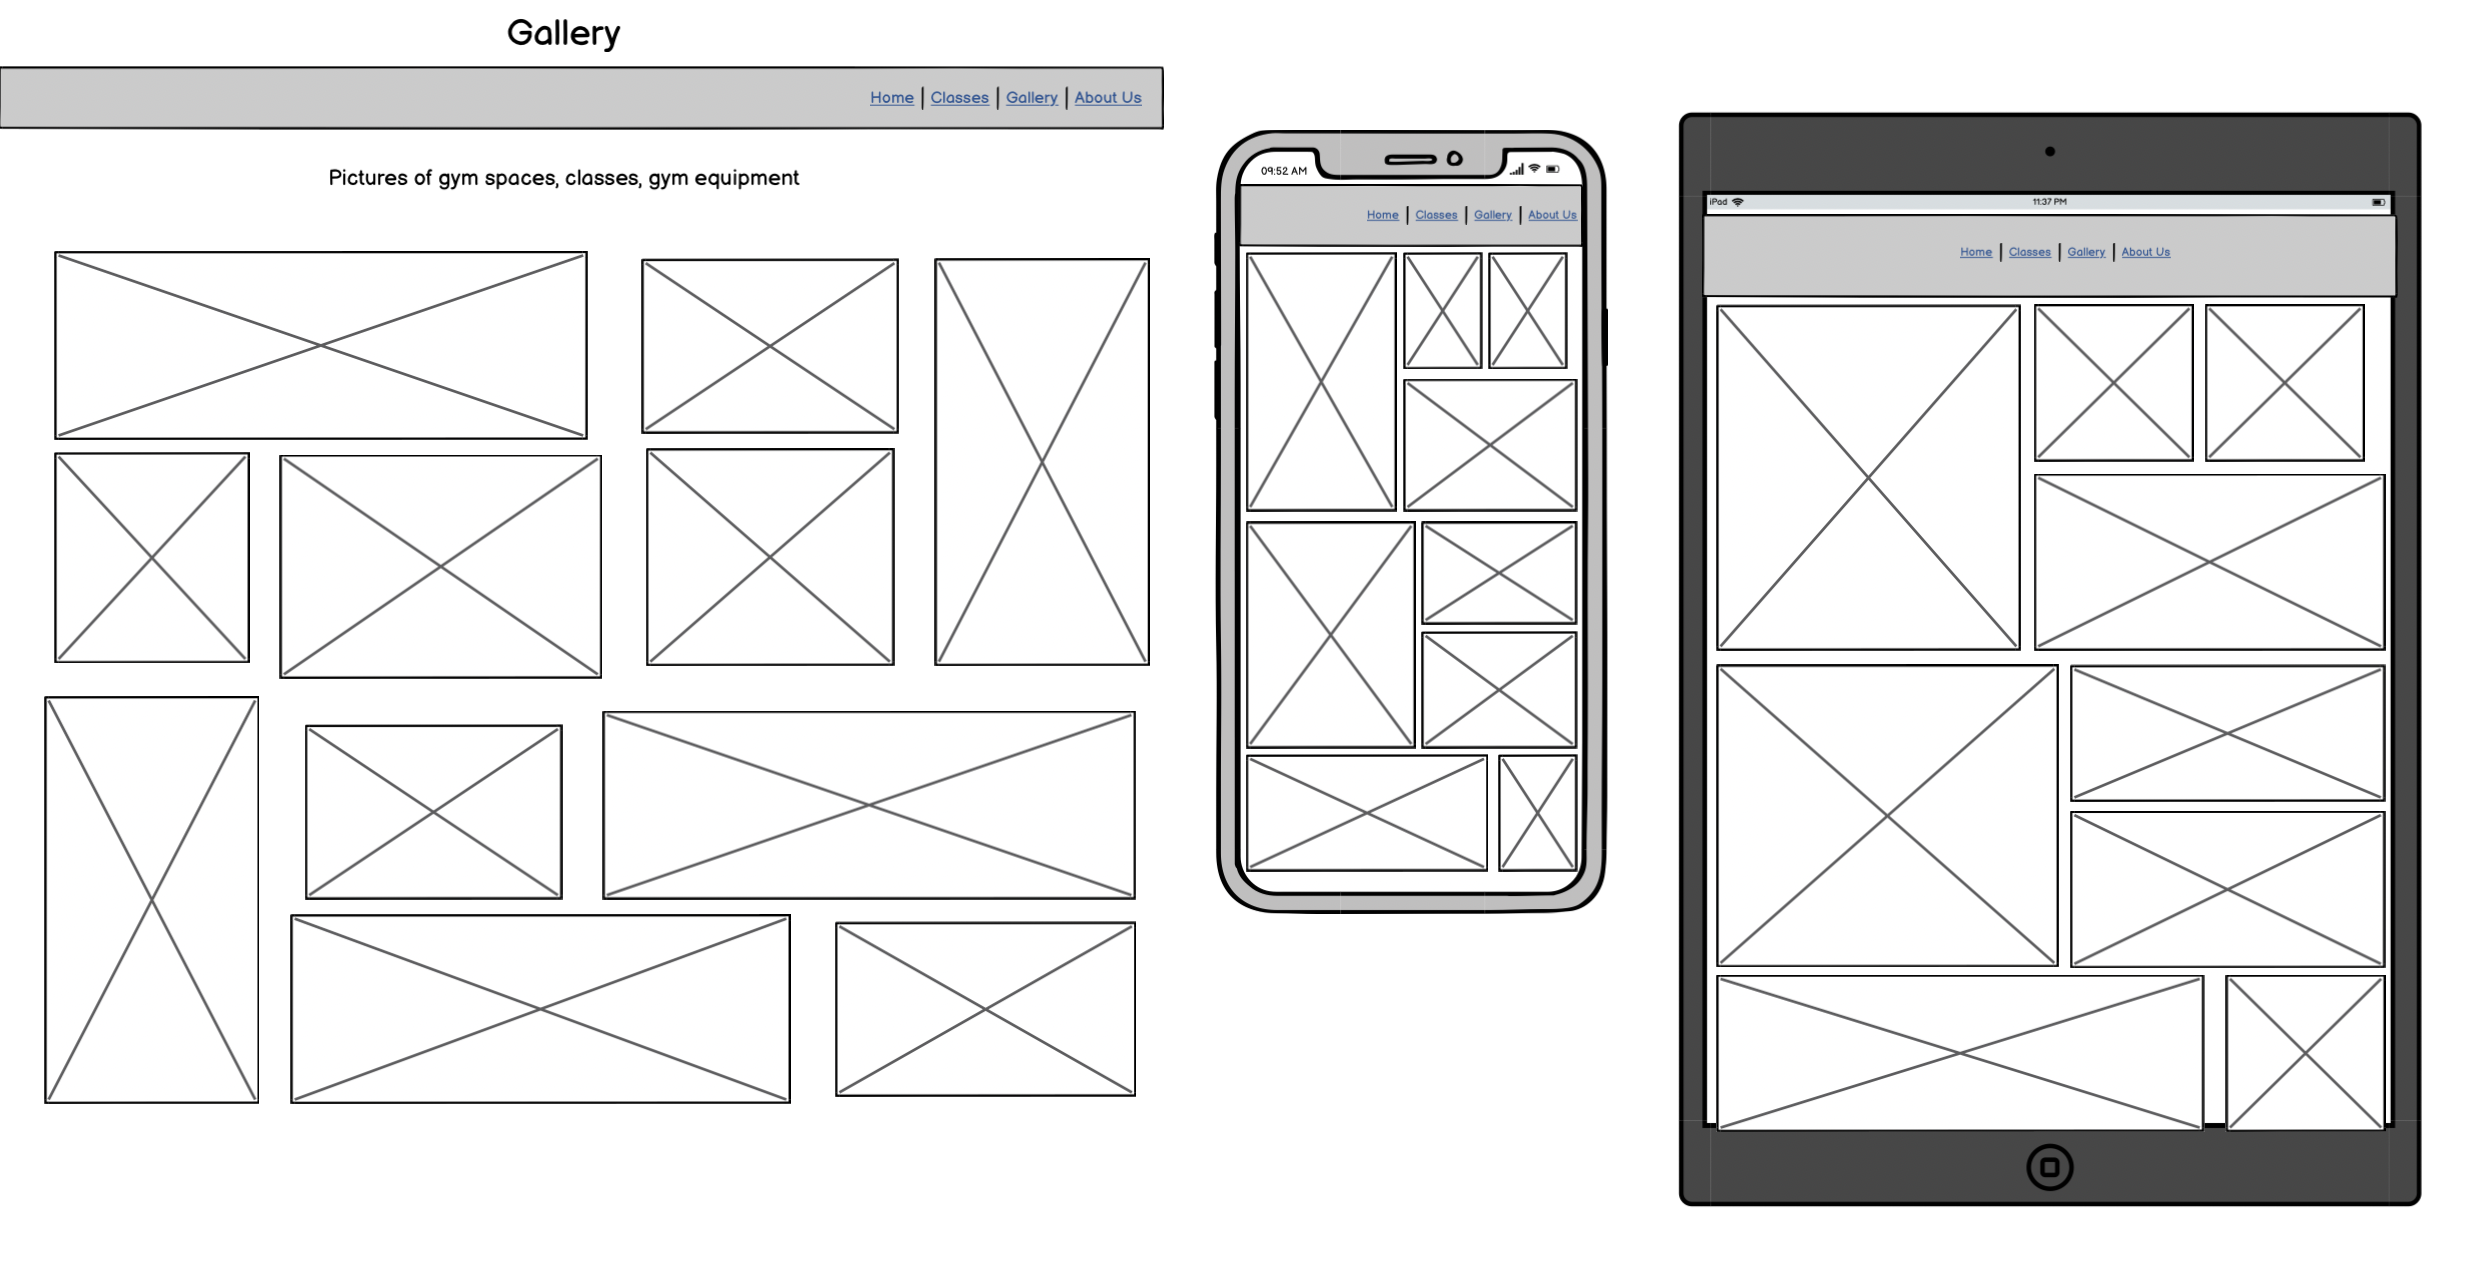 Gallery
Home | Classes | Gallery | About Us
Pictures of gym spaces, classes, gym equipment
09:52 AM
Home | Classes | Gallery | About Us
iPad 11:37 PM
Home | Classes | Gallery | About Us